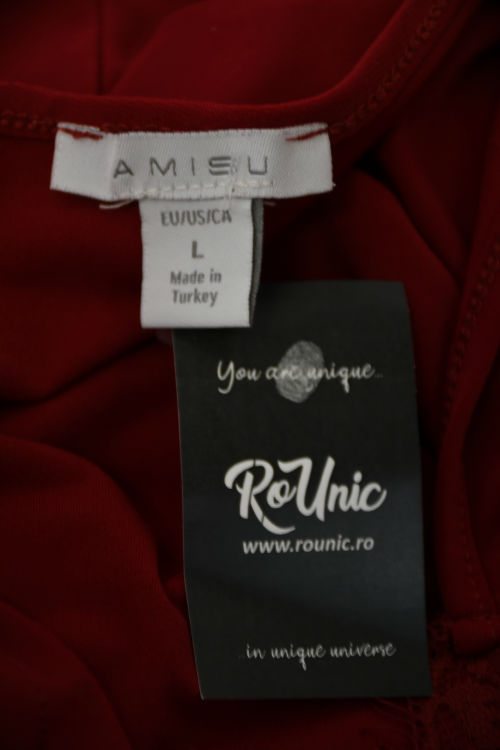 AMISU
EU/US/CA
L
Made in
Turkey
You are unique..
RoUnic
www.rounic.ro
..in unique universe